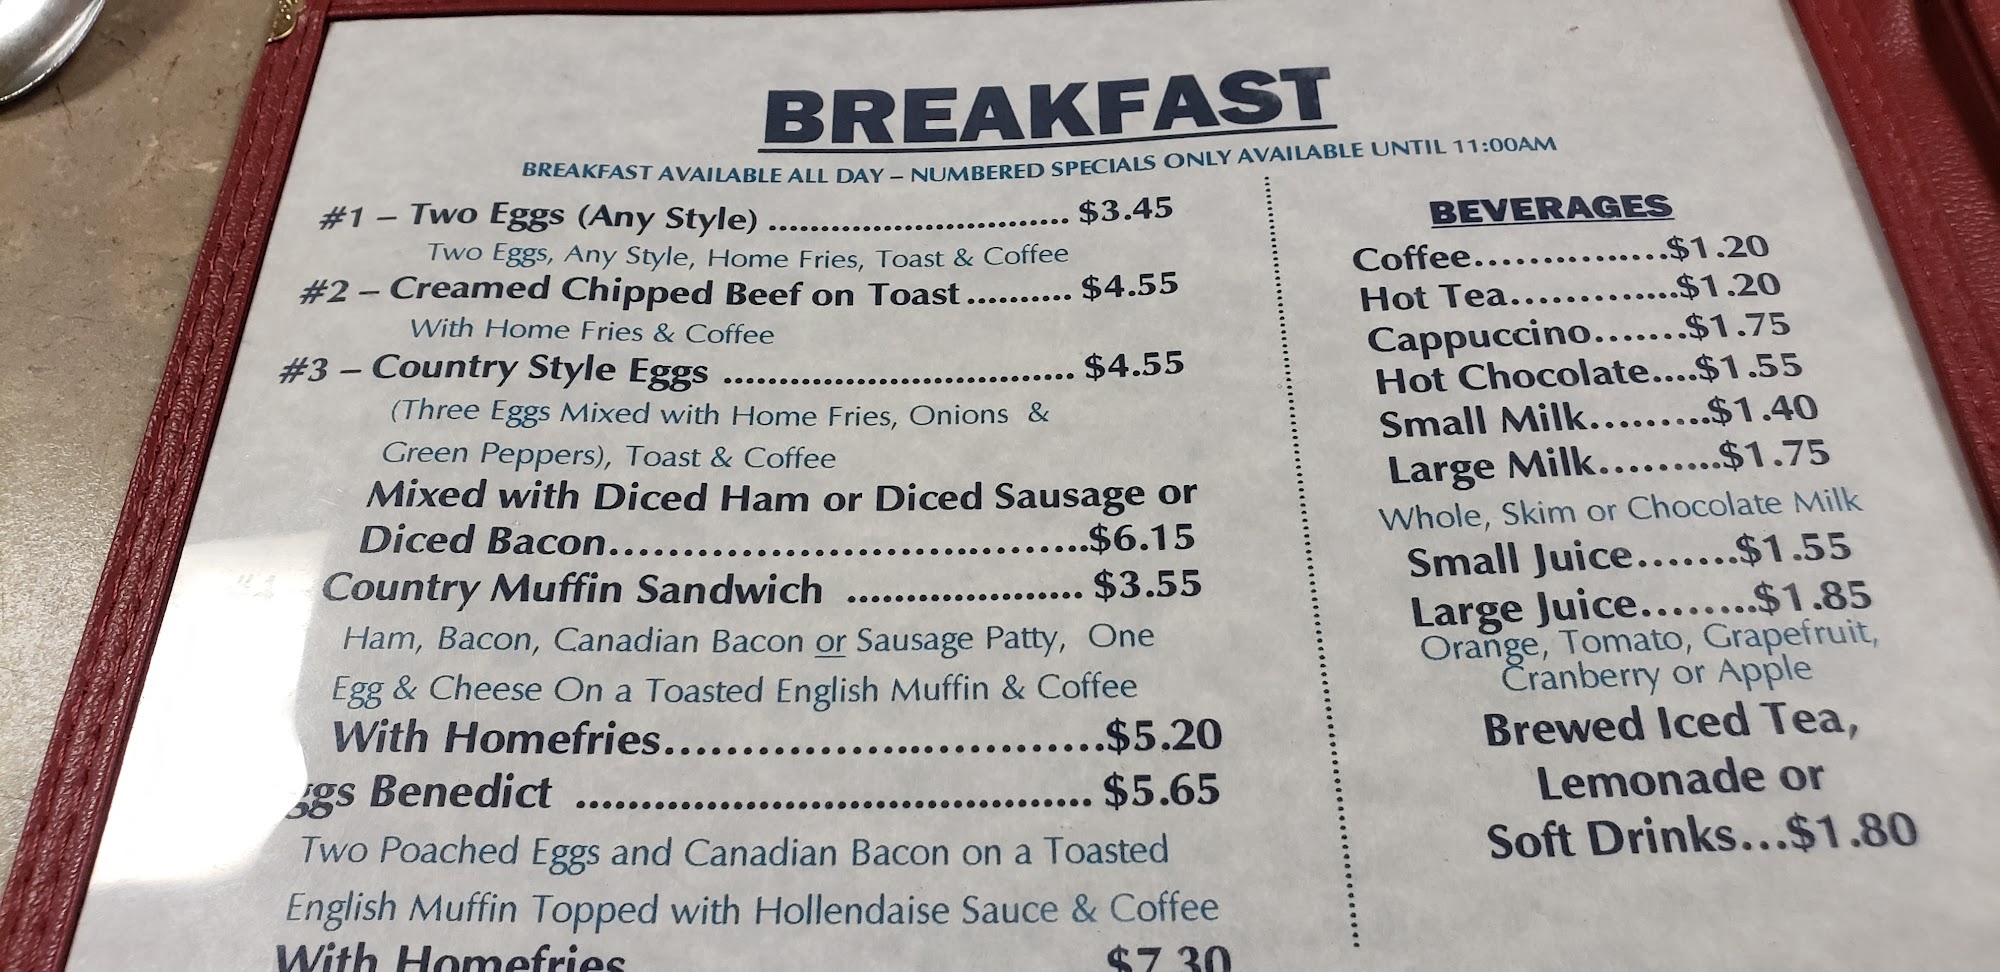 BREAKFAST
BREAKFAST AVAILABLE ALL DAY – NUMBERED SPECIALS ONLY AVAILABLE UNTIL 11:00AM
#1 – Two Eggs (Any Style) ............................. $3.45
Two Eggs, Any Style, Home Fries, Toast & Coffee
#2 – Creamed Chipped Beef on Toast .......... $4.55
With Home Fries & Coffee
#3 – Country Style Eggs .................................. $4.55
(Three Eggs Mixed with Home Fries, Onions &
Green Peppers), Toast & Coffee
Mixed with Diced Ham or Diced Sausage or
Diced Bacon.......................................$6.15
Country Muffin Sandwich ..................... $3.55
Ham, Bacon, Canadian Bacon or Sausage Patty, One
Egg & Cheese On a Toasted English Muffin & Coffee
With Homefries..................................$5.20
ggs Benedict ........................................ $5.65
Two Poached Eggs and Canadian Bacon on a Toasted
English Muffin Topped with Hollendaise Sauce & Coffee
With Homefries $7.30
BEVERAGES
Coffee................$1.20
Hot Tea..............$1.20
Cappuccino.......$1.75
Hot Chocolate....$1.55
Small Milk..........$1.40
Large Milk..........$1.75
Whole, Skim or Chocolate Milk
Small Juice........$1.55
Large Juice.........$1.85
Orange, Tomato, Grapefruit,
Cranberry or Apple
Brewed Iced Tea,
Lemonade or
Soft Drinks...$1.80